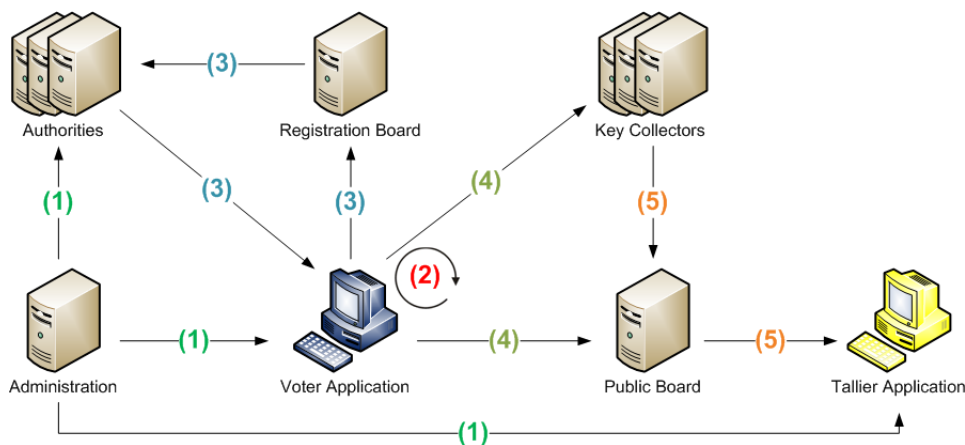 (3)
(3)
Authorities
Registration Board
Key Collectors
(1)
(3)
(3)
(4)
(5)
(2)
(1)
(4)
(5)
Administration
Voter Application
Public Board
Tallier Application
(1)